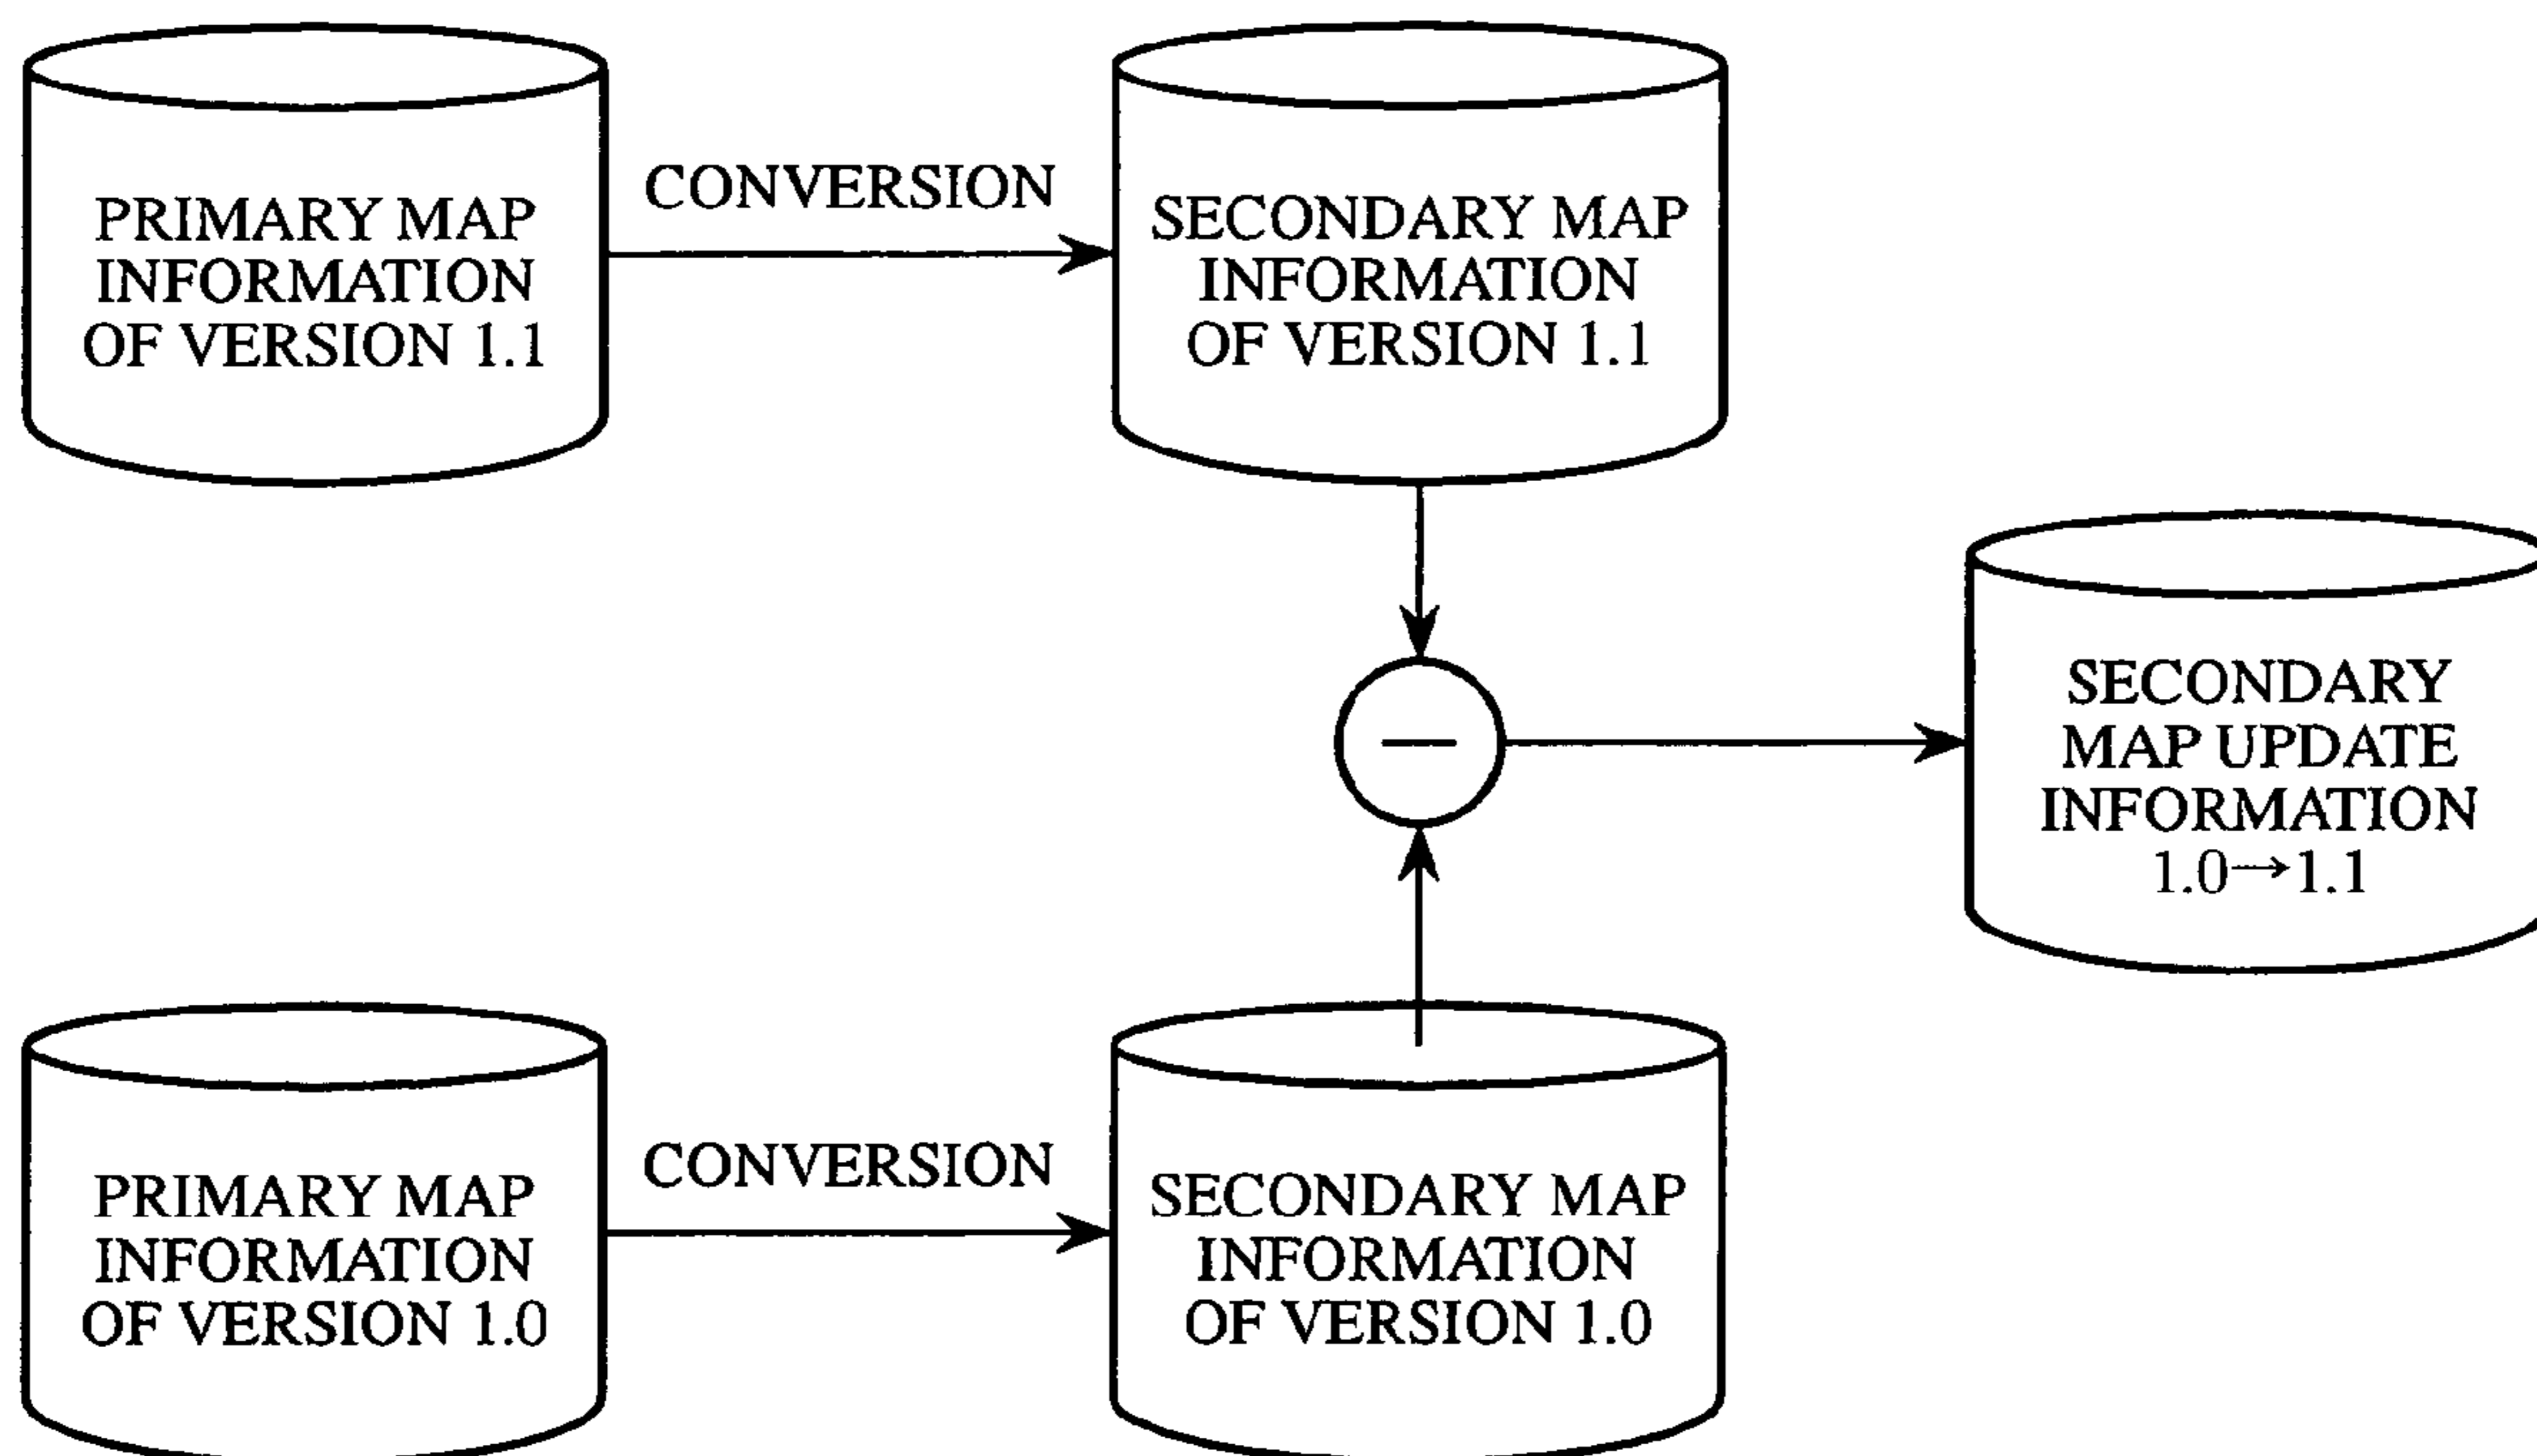 PRIMARY MAP
INFORMATION
OF VERSION 1.1
CONVERSION
SECONDARY MAP
INFORMATION
OF VERSION 1.1
—
SECONDARY
MAP UPDATE
INFORMATION
1.0→1.1
PRIMARY MAP
INFORMATION
OF VERSION 1.0
CONVERSION
SECONDARY MAP
INFORMATION
OF VERSION 1.0